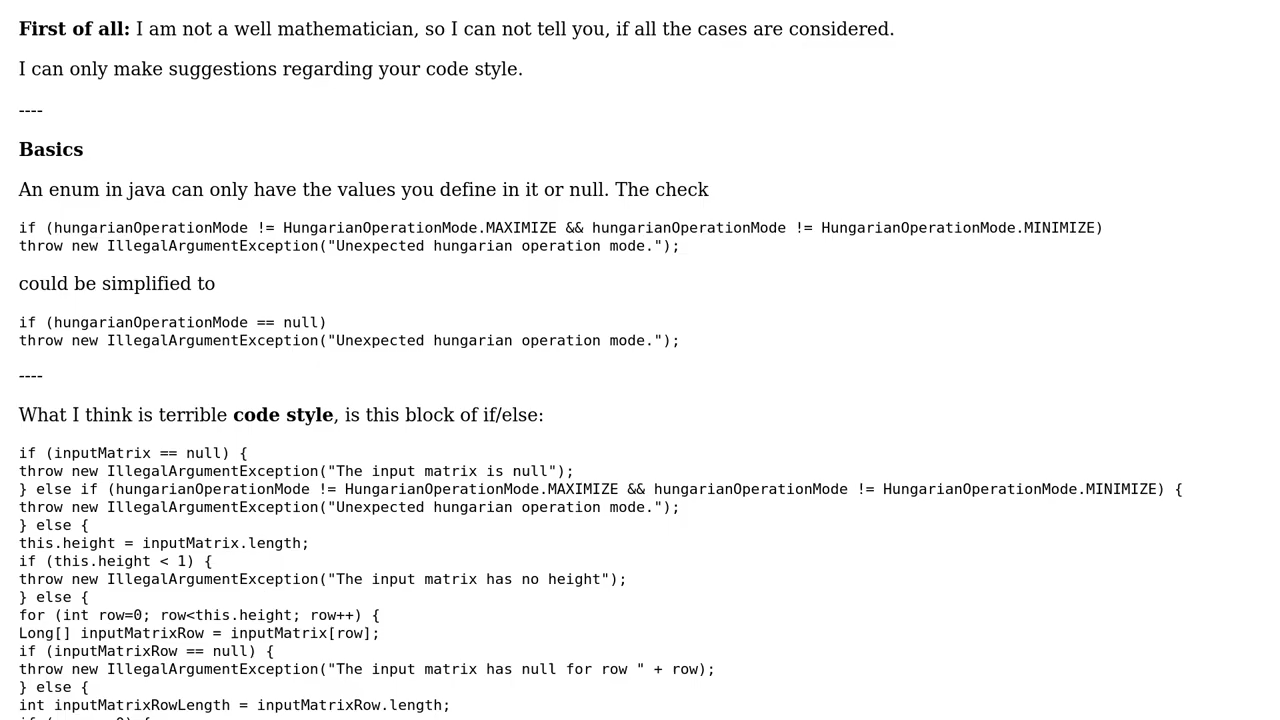 First of all: I am not a well mathematician, so I can not tell you, if all the cases are considered.
I can only make suggestions regarding your code style.
----
Basics
An enum in java can only have the values you define in it or null. The check
if (hungarianOperationMode != HungarianOperationMode.MAXIMIZE && hungarianOperationMode != HungarianOperationMode.MINIMIZE)
throw new IllegalArgumentException("Unexpected hungarian operation mode.");
could be simplified to
if (hungarianOperationMode == null)
throw new IllegalArgumentException("Unexpected hungarian operation mode.");
----
What I think is terrible code style, is this block of if/else:
if (inputMatrix == null) {
throw new IllegalArgumentException("The input matrix is null");
} else if (hungarianOperationMode != HungarianOperationMode.MAXIMIZE && hungarianOperationMode != HungarianOperationMode.MINIMIZE) {
throw new IllegalArgumentException("Unexpected hungarian operation mode.");
} else {
this.height = inputMatrix.length;
if (this.height < 1) {
throw new IllegalArgumentException("The input matrix has no height");
} else {
for (int row=0; row<this.height; row++) {
Long[] inputMatrixRow = inputMatrix[row];
if (inputMatrixRow == null) {
throw new IllegalArgumentException("The input matrix has null for row " + row);
} else {
int inputMatrixRowLength = inputMatrixRow.length;